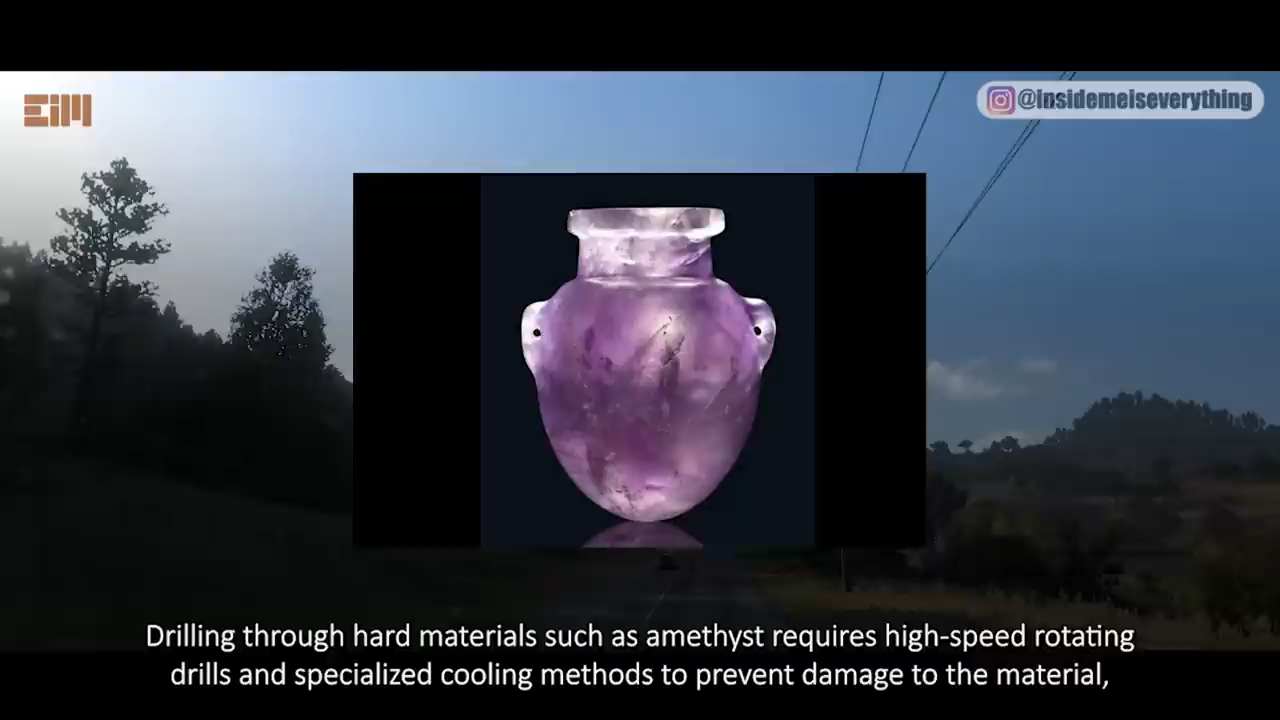 EIM
@insidemeiseverything
Drilling through hard materials such as amethyst requires high-speed rotating
drills and specialized cooling methods to prevent damage to the material,